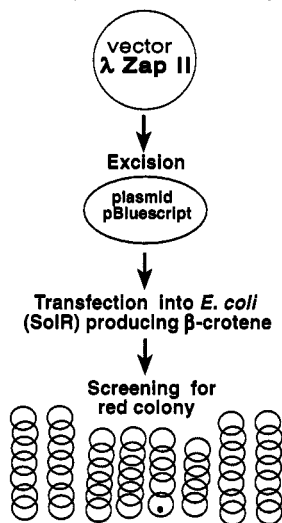 vector
λ Zap II
Excision
plasmid
pBluescript
Transfection into E. coli
(SolR) producing β-crotene
Screening for
red colony